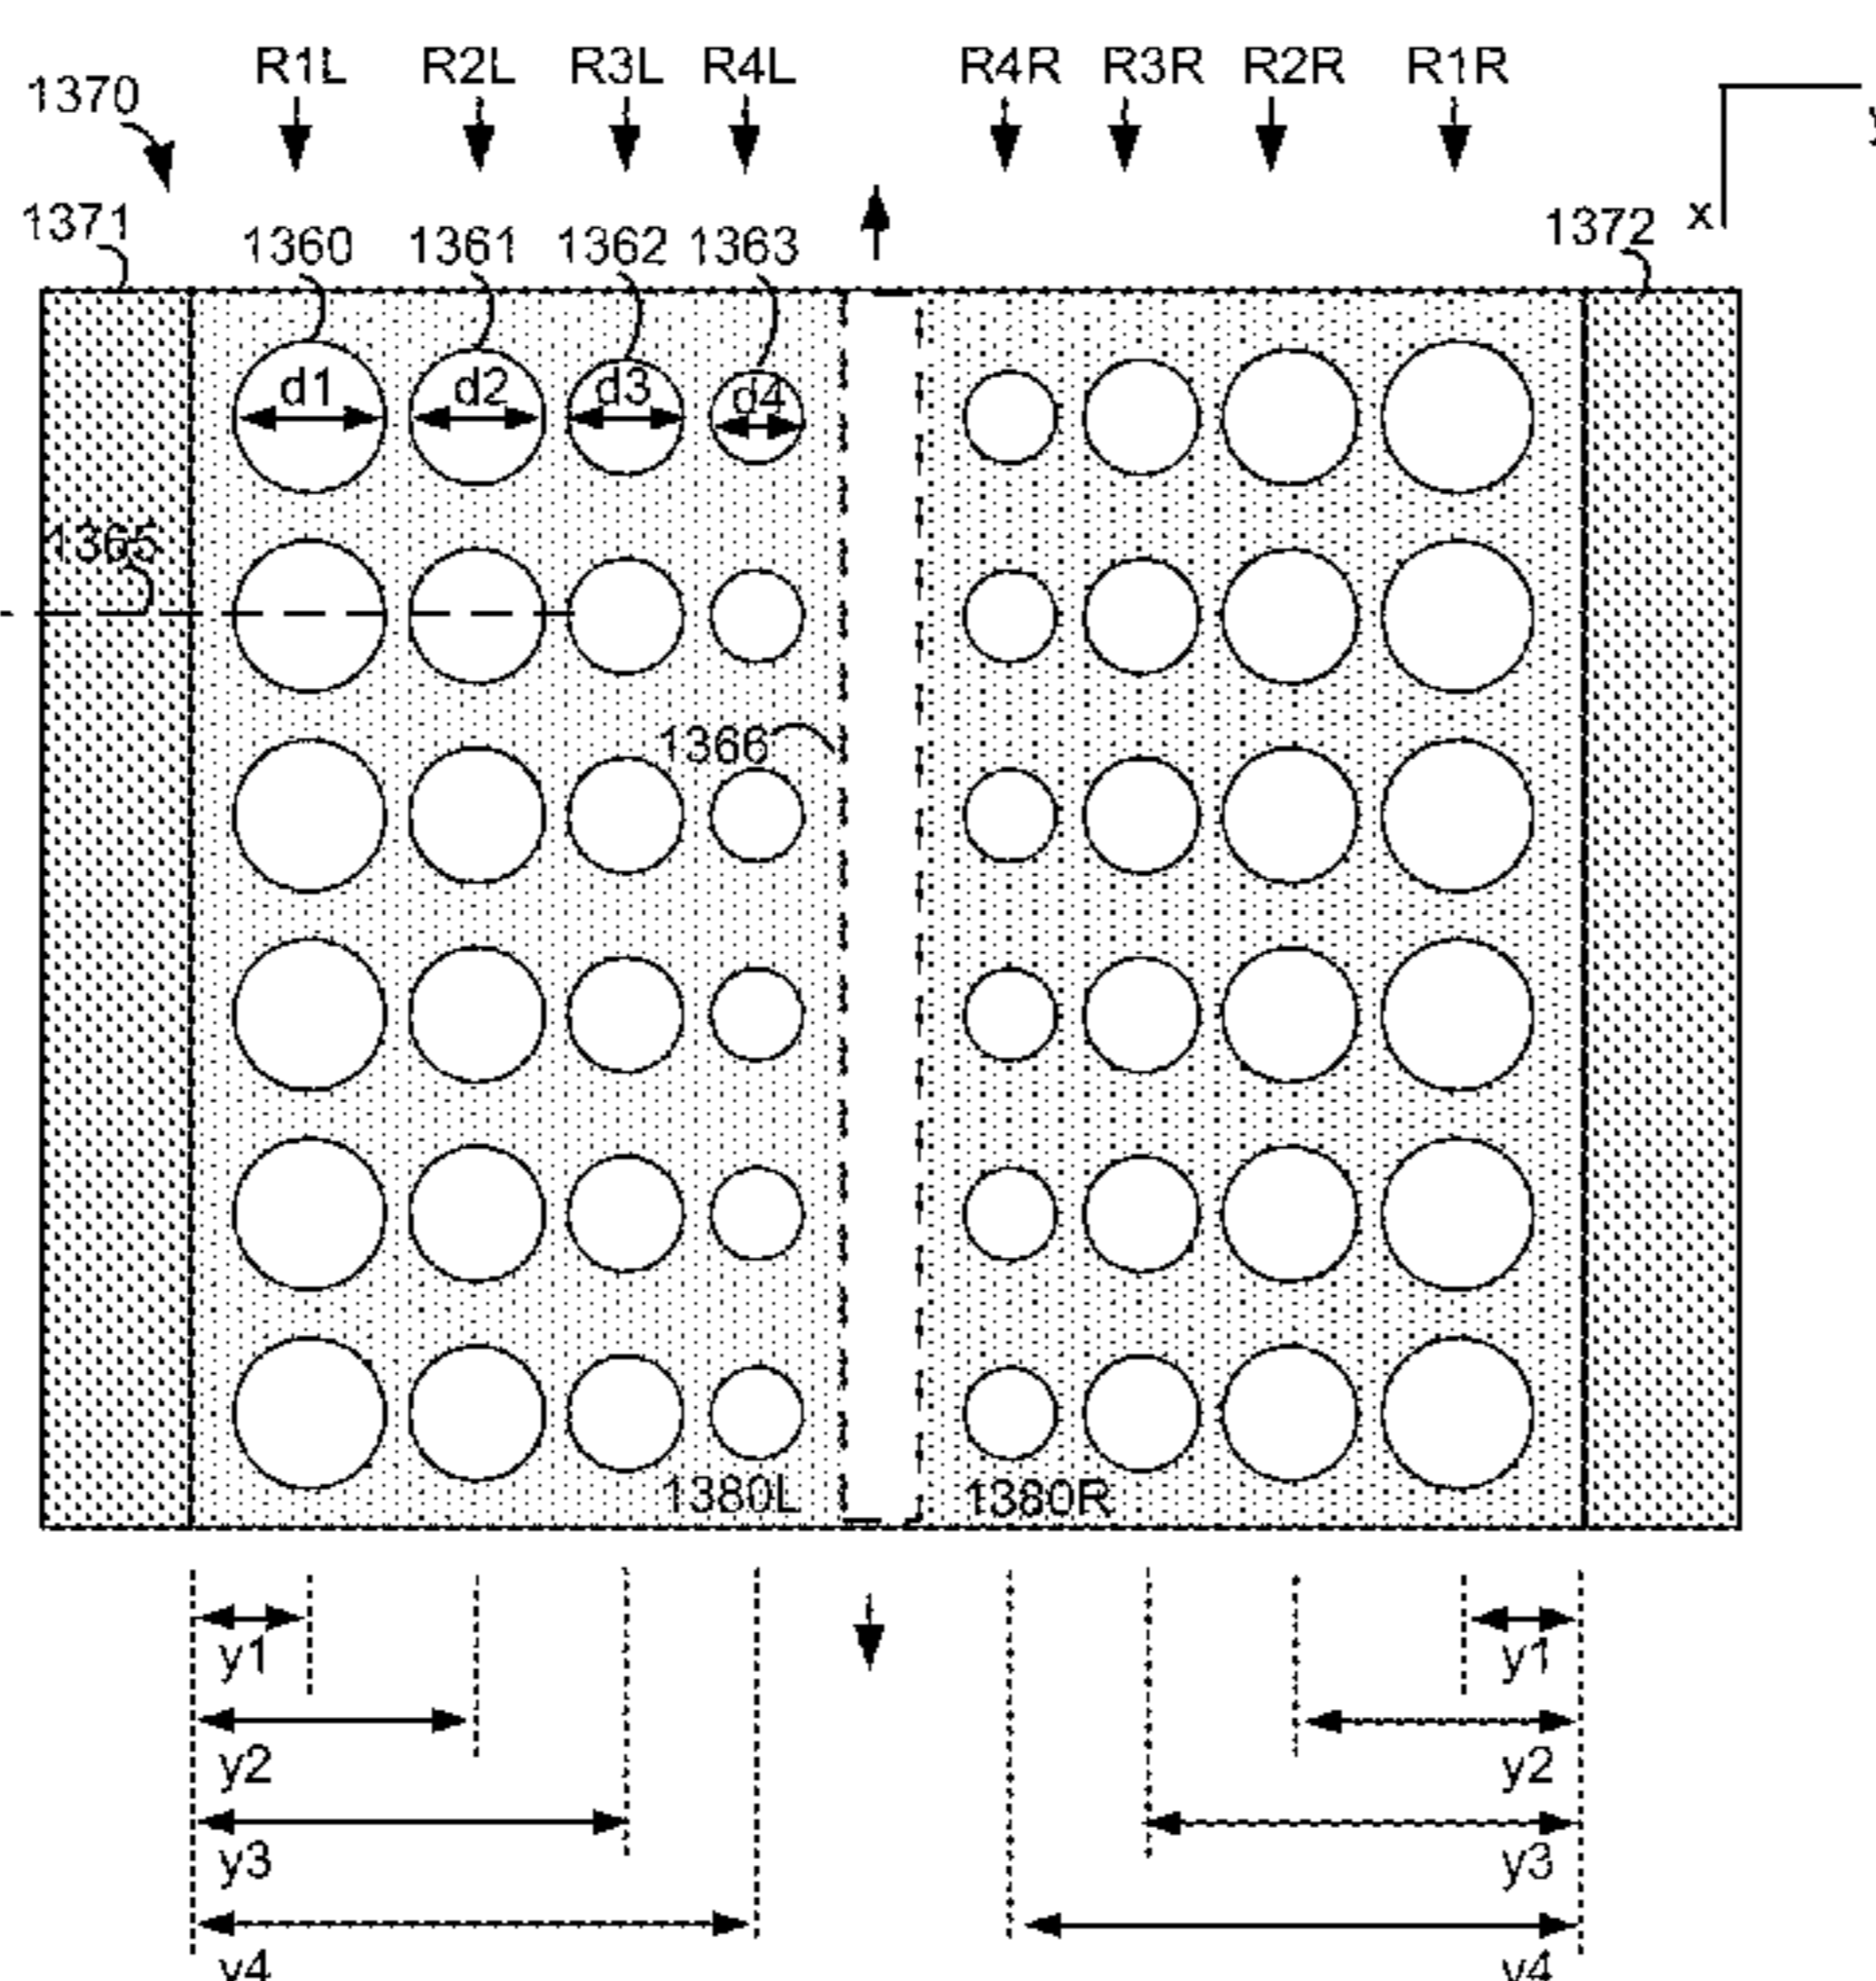 R1L R2L R3L R4L R4R R3R R2R R1R
1370
1371 1360 1361 1362 1363 1372 x
d1 d2 d3 d4
1365
1366
1380L 1380R
y1 y1
y2 y2
y3 y3
y4 y4